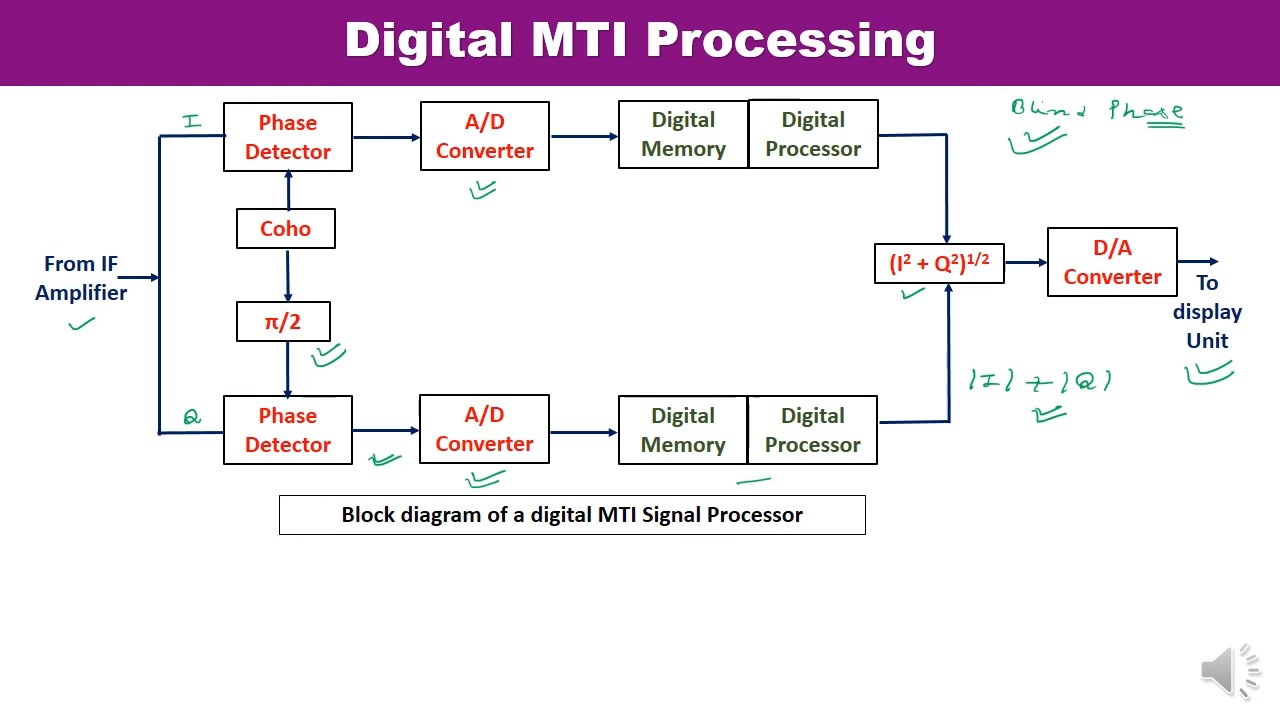 Digital MTI Processing
I
Phase
Detector
A/D
Converter
Digital
Memory
Digital
Processor
Blind Phase
Coho
From IF
Amplifier
(I² + Q²)¹/²
D/A
Converter
To
display
Unit
π/2
|I| + |Q|
Q
Phase
Detector
A/D
Converter
Digital
Memory
Digital
Processor
Block diagram of a digital MTI Signal Processor